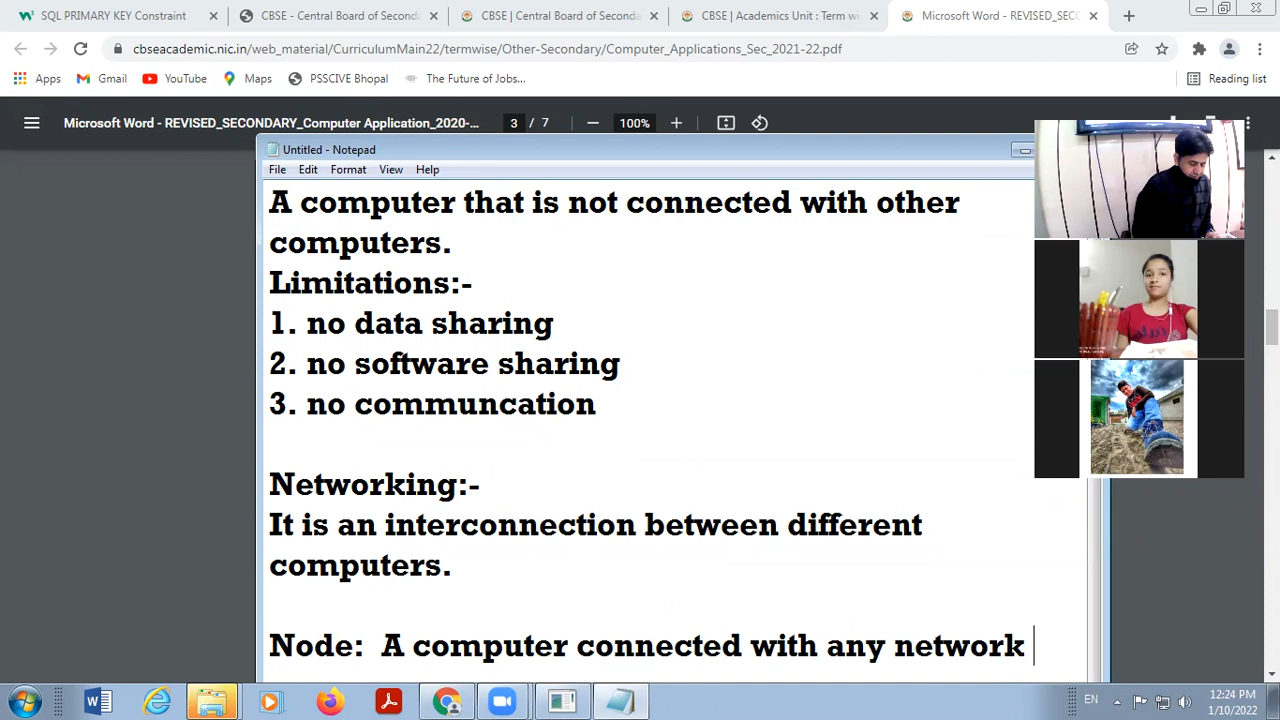 SQL PRIMARY KEY Constraint
CBSE - Central Board of Seconda
CBSE | Central Board of Seconda
CBSE | Academics Unit : Term wi
Microsoft Word - REVISED_SECO
cbseacademic.nic.in/web_material/CurriculumMain22/termwise/Other-Secondary/Computer_Applications_Sec_2021-22.pdf
Apps
Gmail
YouTube
Maps
PSSCIVE Bhopal
The Future of Jobs...
Reading list
Microsoft Word - REVISED_SECONDARY_Computer Application_2020-...
3 / 7
100%
Untitled - Notepad
File Edit Format View Help
A computer that is not connected with other
computers.
Limitations:-
1. no data sharing
2. no software sharing
3. no communcation
Networking:-
It is an interconnection between different
computers.
Node:  A computer connected with any network
EN
12:24 PM
1/10/2022